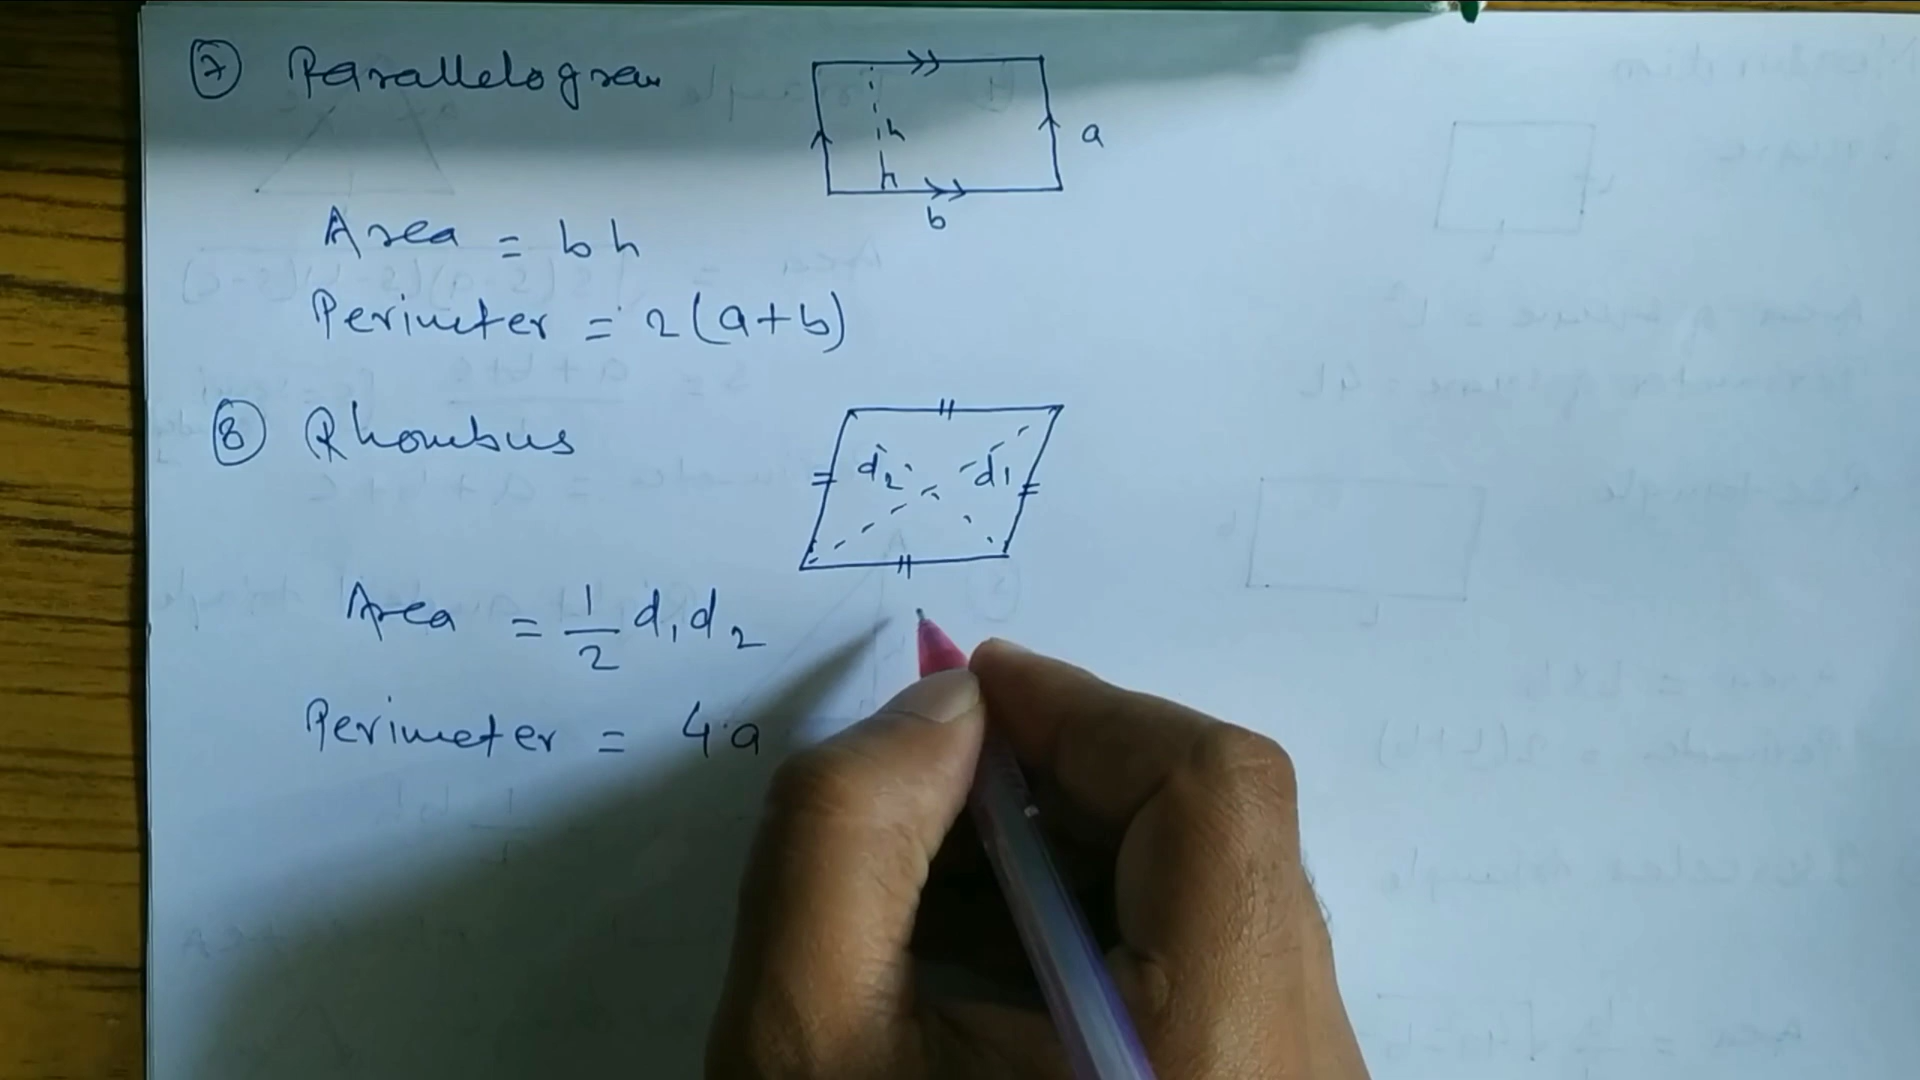 7 Parallelogram
h
h
a
b
Area = bh
Perimeter = 2(a+b)
8 Rhombus
d2 d1
Area = 1/2 d1d2
Perimeter = 4a